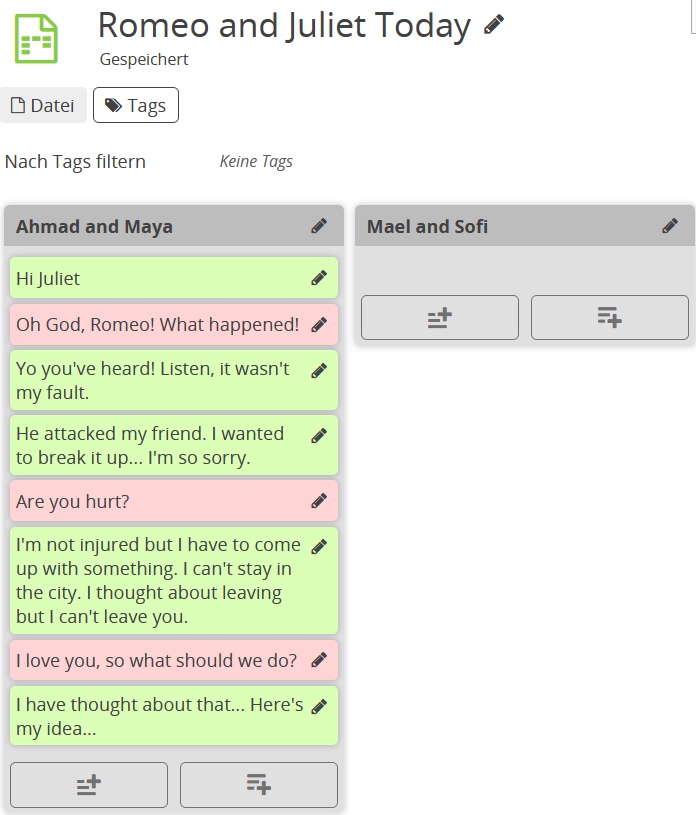 Romeo and Juliet Today
Gespeichert
Datei
Tags
Nach Tags filtern
Keine Tags
Ahmad and Maya
Hi Juliet
Oh God, Romeo! What happened!
Yo you've heard! Listen, it wasn't
my fault.
He attacked my friend. I wanted
to break it up... I'm so sorry.
Are you hurt?
I'm not injured but I have to come
up with something. I can't stay in
the city. I thought about leaving
but I can't leave you.
I love you, so what should we do?
I have thought about that... Here's
my idea...
Mael and Sofi